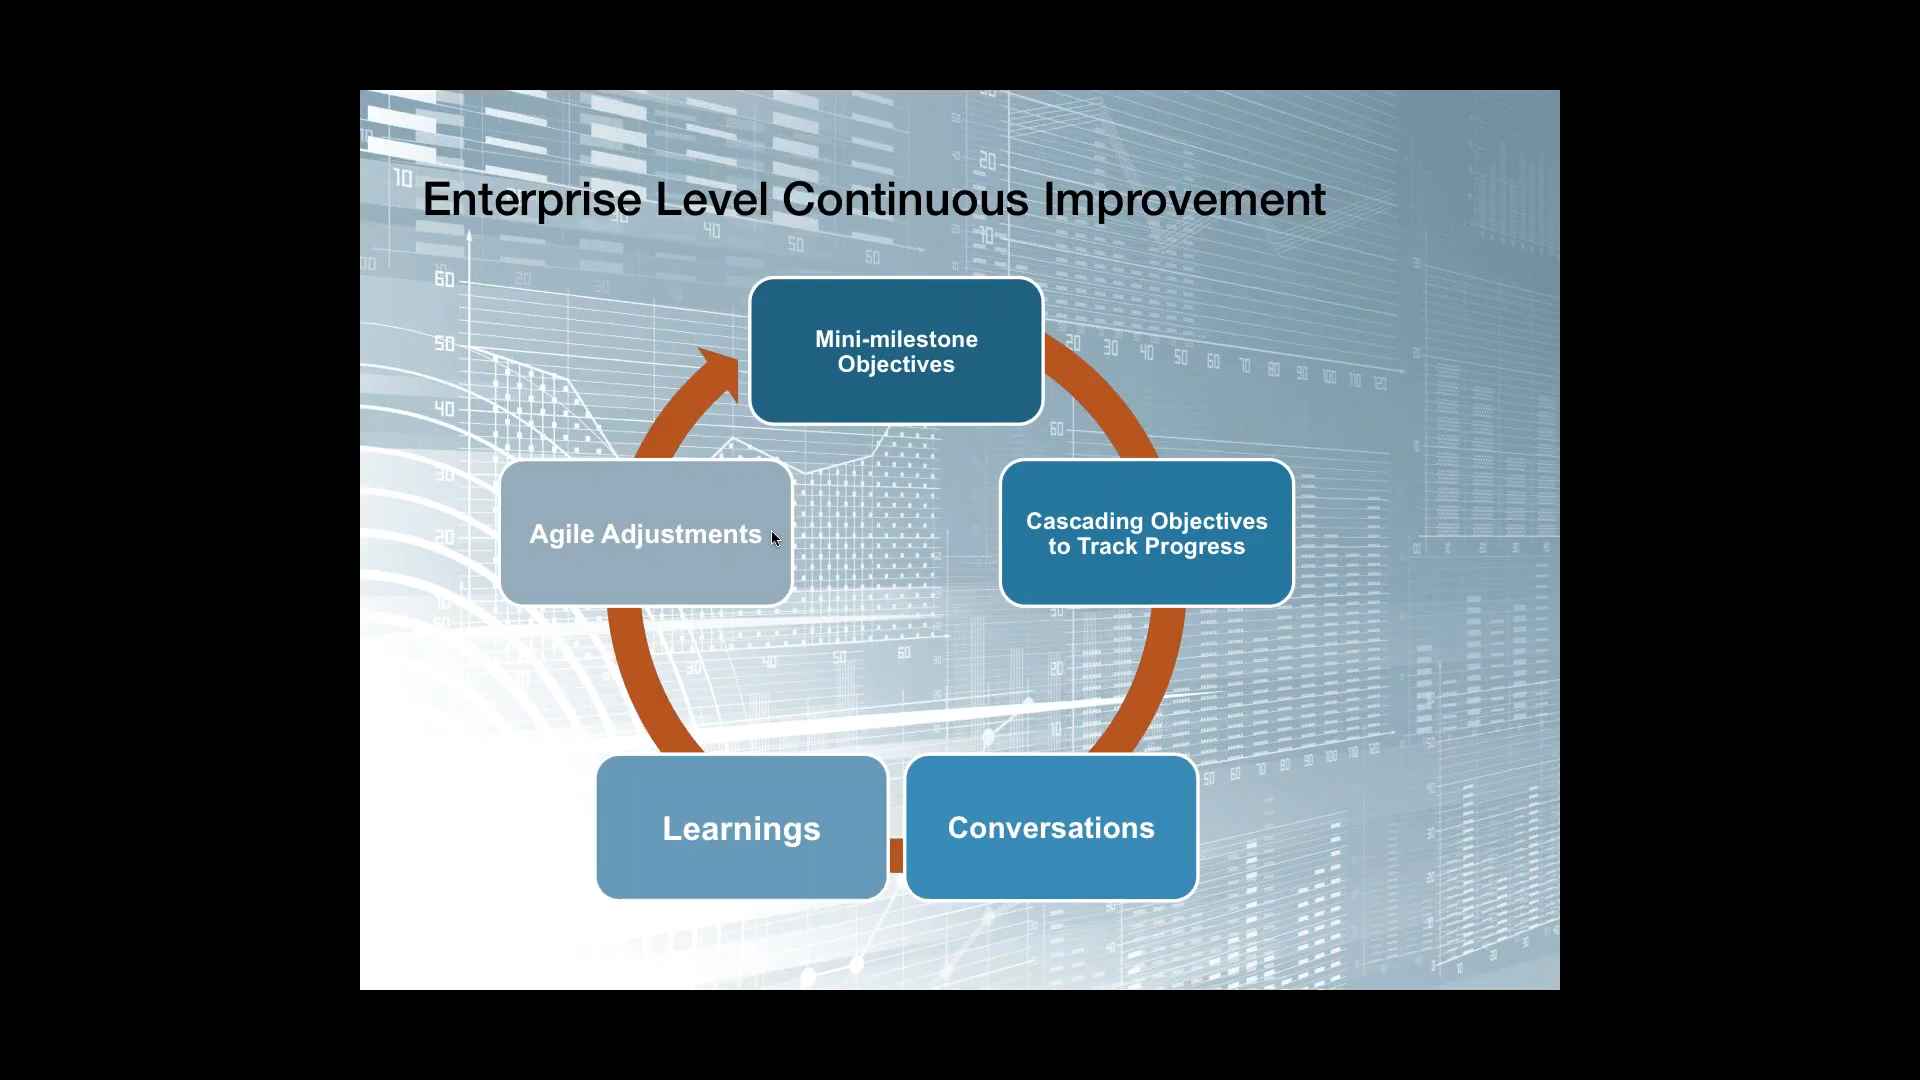 Enterprise Level Continuous Improvement
Mini-milestone
Objectives
Cascading Objectives
to Track Progress
Conversations
Learnings
Agile Adjustments